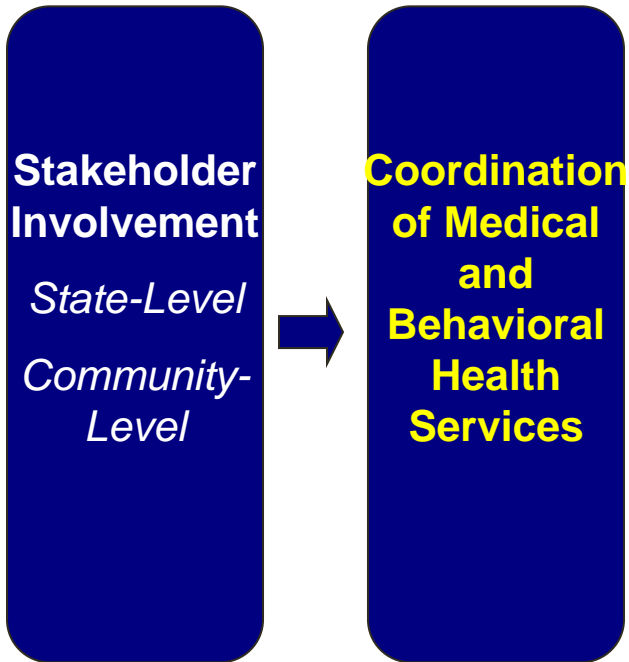 Stakeholder
Involvement
State-Level
Community-
Level
Coordination
of Medical
and
Behavioral
Health
Services